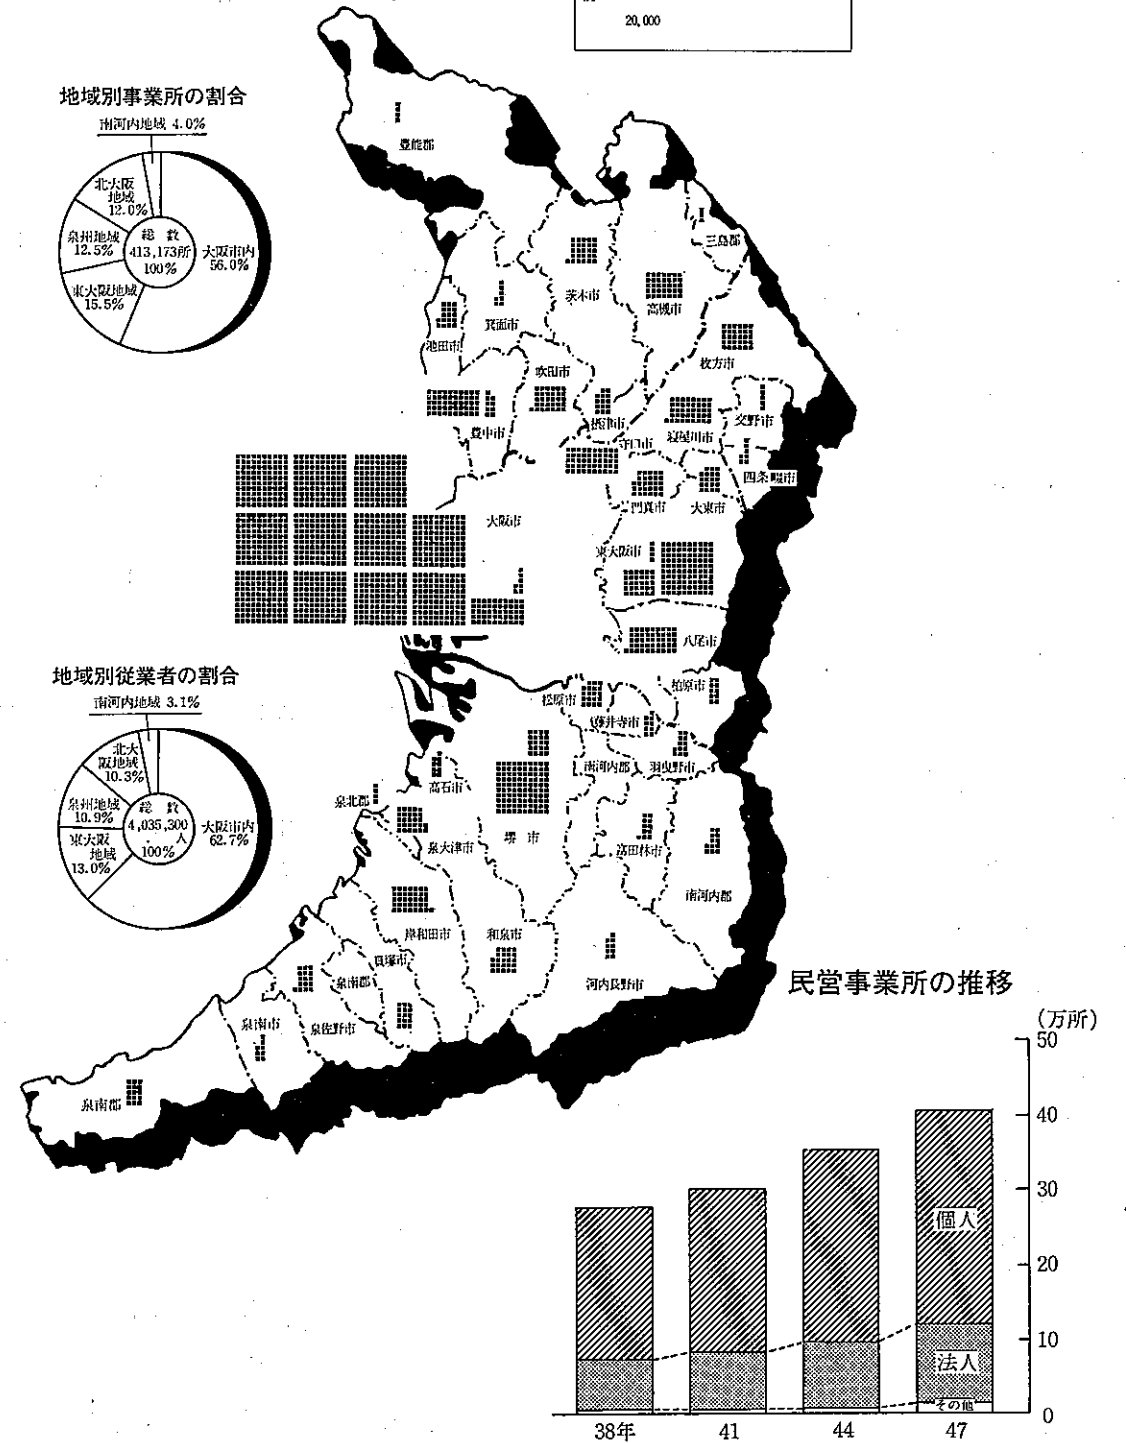 20,000
地域別事業所の割合
南河内地域 4.0%
北大阪
地域
12.0%
泉州地域
12.5%
東大阪地域
15.5%
総 数
413,173所
100%
大阪市内
56.0%
豊能郡
三島郡
茨木市
高槻市
箕面市
池田市
枚方市
吹田市
摂津市
交野市
豊中市
守口市
寝屋川市
四条畷市
門真市
大東市
大阪市
東大阪市
八尾市
地域別従業者の割合
南河内地域 3.1%
北大
阪地域
10.3%
泉州地域
10.9%
東大阪
地域
13.0%
総 数
4,035,300
人
100%
大阪市内
62.7%
柏原市
松原市
藤井寺市
南河内郡
羽曳野市
高石市
泉北郡
堺 市
泉大津市
富田林市
南河内郡
岸和田市
和泉市
貝塚市
泉南郡
河内長野市
泉南市
泉佐野市
泉南郡
民営事業所の推移
(万所)
50
40
30
20
10
0
個人
法人
その他
38年
41
44
47